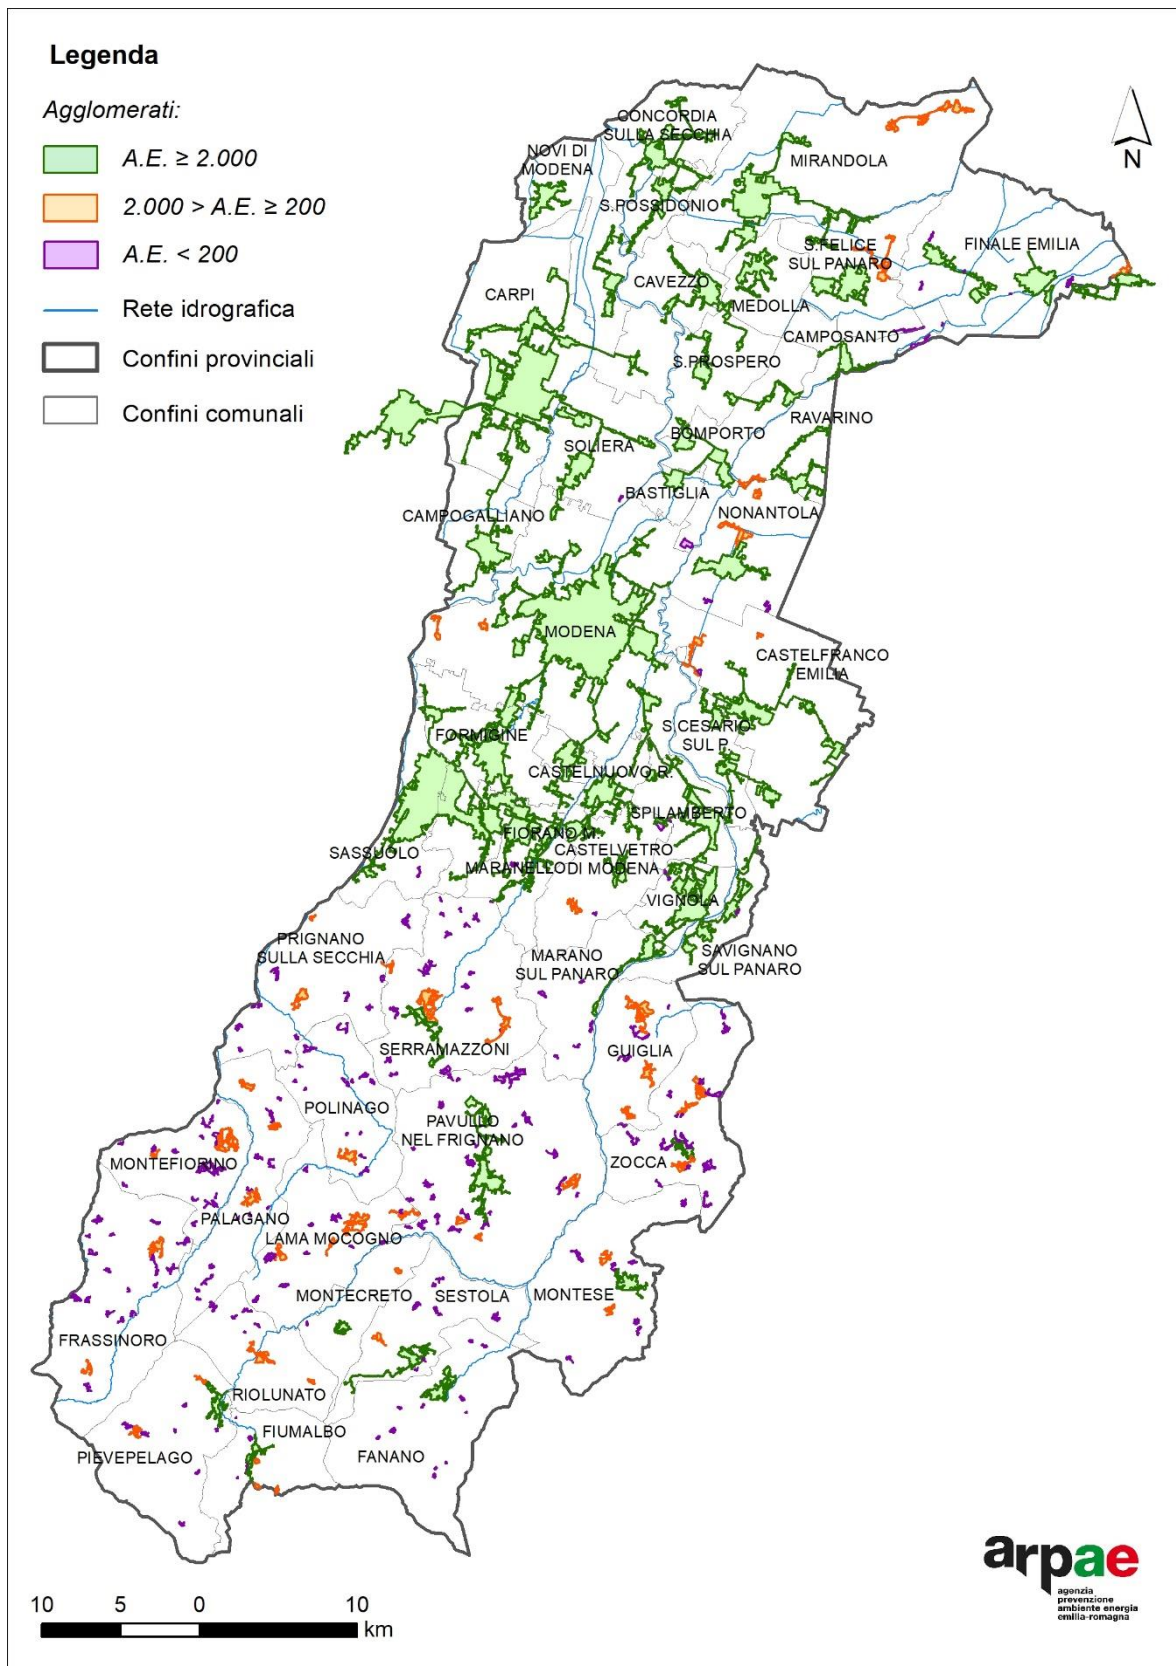 Legenda
Agglomerati:
A.E. ≥ 2.000
2.000 > A.E. ≥ 200
A.E. < 200
Rete idrografica
Confini provinciali
Confini comunali
N
CONCORDIA
SULLA SECCHIA
NOVI DI
MODENA
MIRANDOLA
S.POSSIDONIO
S.FELICE
SUL PANARO
FINALE EMILIA
CAVEZZO
CARPI
MEDOLLA
CAMPOSANTO
S.PROSPERO
RAVARINO
BOMPORTO
SOLIERA
BASTIGLIA
CAMPOGALLIANO
NONANTOLA
MODENA
CASTELFRANCO
EMILIA
S.CESARIO
SUL P.
FORMIGINE
CASTELNUOVO R.
SPILAMBERTO
FIORANO M.
SASSUOLO
CASTELVETRO
DI MODENA
MARANELLO
VIGNOLA
PRIGNANO
SULLA SECCHIA
MARANO
SUL PANARO
SAVIGNANO
SUL PANARO
SERRAMAZZONI
GUIGLIA
POLINAGO
PAVULLO
NEL FRIGNANO
MONTEFIORINO
ZOCCA
PALAGANO
LAMA MOCOGNO
MONTECRETO
SESTOLA
MONTESE
FRASSINORO
RIOLUNATO
FIUMALBO
PIEVEPELAGO
FANANO
10 5 0 10
km
arpae
agenzia
prevenzione
ambiente energia
emilia-romagna